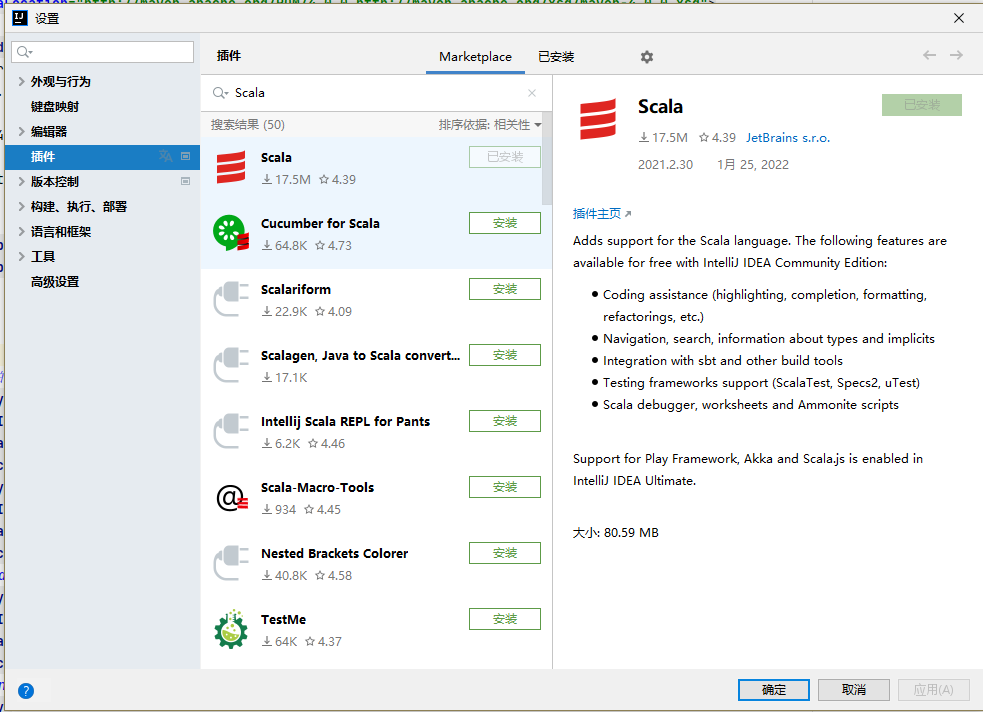 设置
外观与行为
键盘映射
编辑器
插件
版本控制
构建、执行、部署
语言和框架
工具
高级设置
插件
Marketplace
已安装
Scala
搜索结果 (50)
排序依据: 相关性
Scala
17.5M 4.39
已安装
Cucumber for Scala
64.8K 4.73
安装
Scalariform
22.9K 4.09
安装
Scalagen, Java to Scala convert...
17.1K
安装
Intellij Scala REPL for Pants
6.2K 4.46
安装
Scala-Macro-Tools
934 4.45
安装
Nested Brackets Colorer
40.8K 4.58
安装
TestMe
64K 4.37
安装
Scala
已安装
17.5M 4.39 JetBrains s.r.o.
2021.2.30 1月 25, 2022
插件主页
Adds support for the Scala language. The following features are
available for free with IntelliJ IDEA Community Edition:
Coding assistance (highlighting, completion, formatting,
refactorings, etc.)
Navigation, search, information about types and implicits
Integration with sbt and other build tools
Testing frameworks support (ScalaTest, Specs2, uTest)
Scala debugger, worksheets and Ammonite scripts
Support for Play Framework, Akka and Scala.js is enabled in
IntelliJ IDEA Ultimate.
大小: 80.59 MB
?
确定
取消
应用(A)